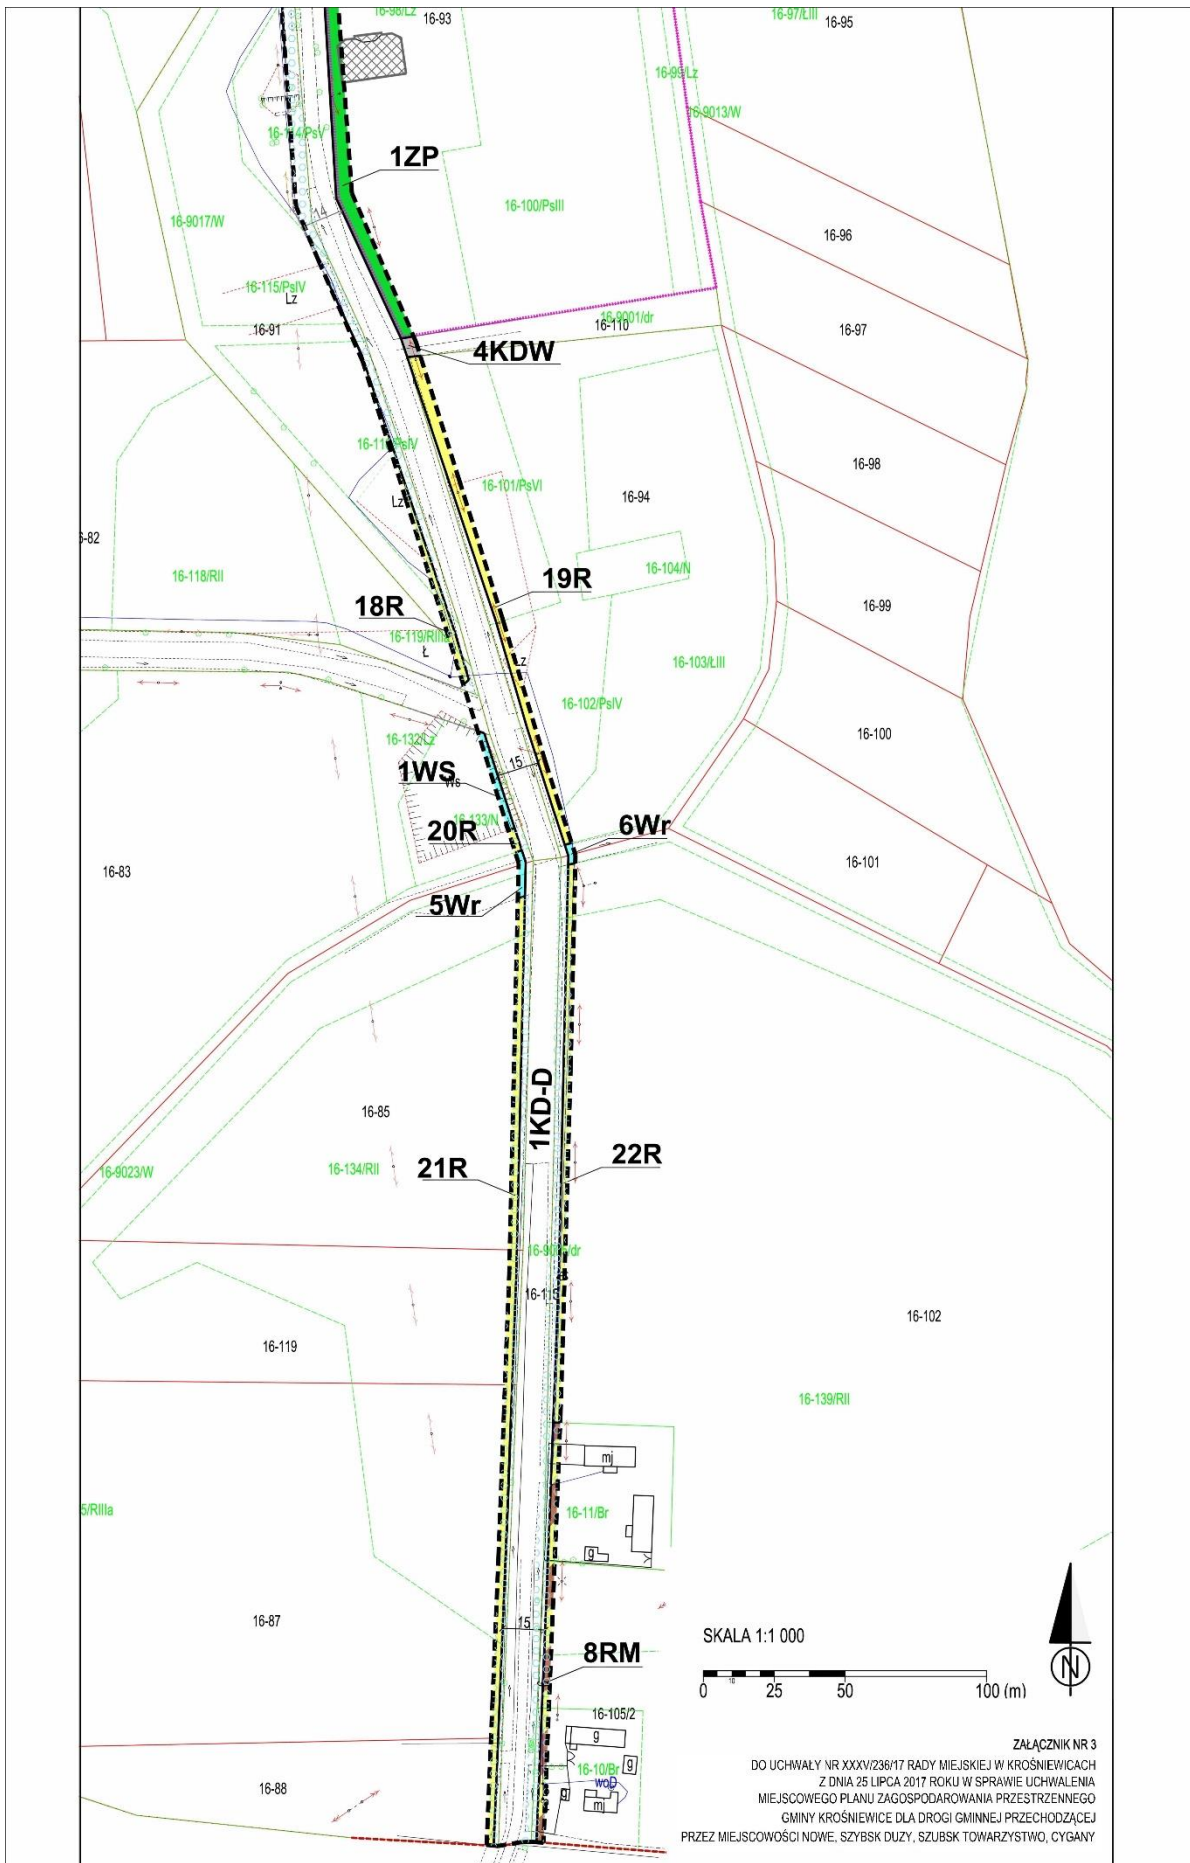 16-98/Lz
16-93
16-97/ŁIII
16-95
16-99/Lz
16-9013/W
16-114/PsV
1ZP
16-100/PsIII
14
16-9017/W
16-96
16-115/PsIV
Lz
16-91
16-9001/dr
16-110
16-97
4KDW
16-98
16-101/PsVI
16-94
Lz
16-82
16-118/RII
16-104/N
19R
18R
16-99
16-119/RIIIa
Ł
Lz
16-103/ŁIII
16-102/PsIV
16-100
16-132/Lz
15
1WS
Ws
16-133/N
20R
6Wr
16-101
16-83
5Wr
1KD-D
16-85
16-134/RII
16-9023/W
21R
22R
16-115
16-102
16-119
16-139/RII
mj
5/RIIIa
16-11/Br
g
16-87
15
SKALA 1:1 000
8RM
0 10 25 50 100 (m)
N
16-105/2
g
g
16-10/Br
woD
g
mj
16-88
ZAŁĄCZNIK NR 3
DO UCHWAŁY NR XXXV/236/17 RADY MIEJSKIEJ W KROŚNIEWICACH
Z DNIA 25 LIPCA 2017 ROKU W SPRAWIE UCHWALENIA
MIEJSCOWEGO PLANU ZAGOSPODAROWANIA PRZESTRZENNEGO
GMINY KROŚNIEWICE DLA DROGI GMINNEJ PRZECHODZĄCEJ
PRZEZ MIEJSCOWOŚCI NOWE, SZYBSK DUZY, SZUBSK TOWARZYSTWO, CYGANY